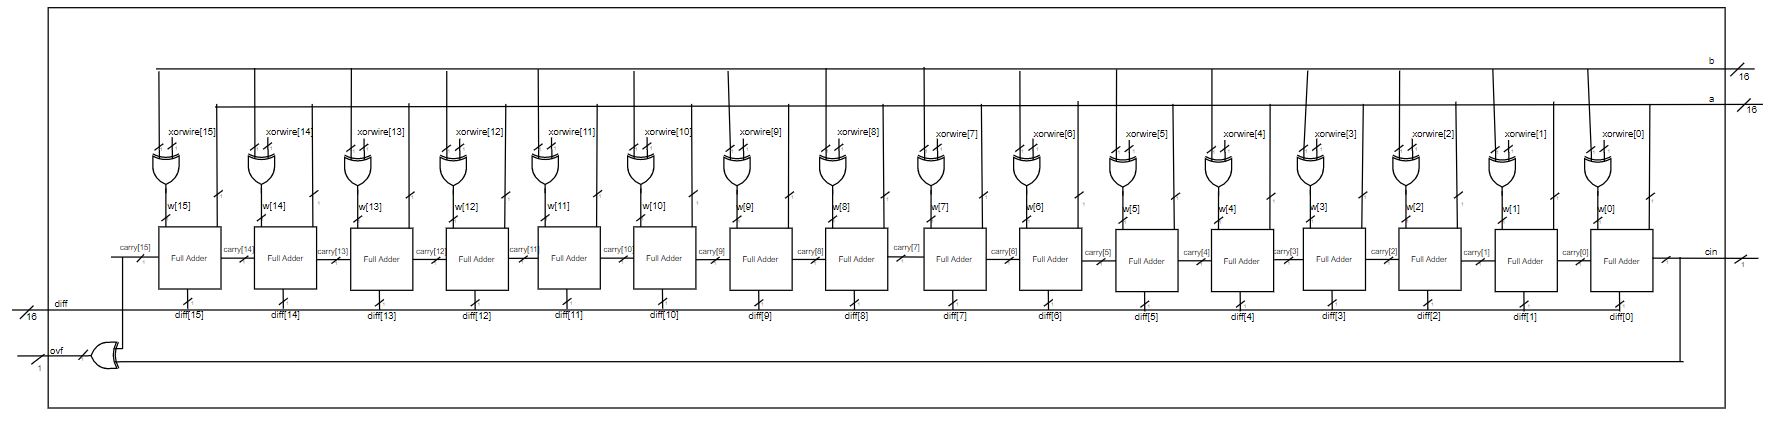 b
16
a
16
xorwire[15] xorwire[14] xorwire[13] xorwire[12] xorwire[11] xorwire[10] xorwire[9] xorwire[8] xorwire[7] xorwire[6] xorwire[5] xorwire[4] xorwire[3] xorwire[2] xorwire[1] xorwire[0]
w[15] w[14] w[13] w[12] w[11] w[10] w[9] w[8] w[7] w[6] w[5] w[4] w[3] w[2] w[1] w[0]
carry[15] carry[14] carry[13] carry[12] carry[11] carry[10] carry[9] carry[8] carry[7] carry[6] carry[5] carry[4] carry[3] carry[2] carry[1] carry[0] cin
Full Adder Full Adder Full Adder Full Adder Full Adder Full Adder Full Adder Full Adder Full Adder Full Adder Full Adder Full Adder Full Adder Full Adder Full Adder Full Adder
1
diff
16
diff[15] diff[14] diff[13] diff[12] diff[11] diff[10] diff[9] diff[8] diff[7] diff[6] diff[5] diff[4] diff[3] diff[2] diff[1] diff[0]
ovf
1